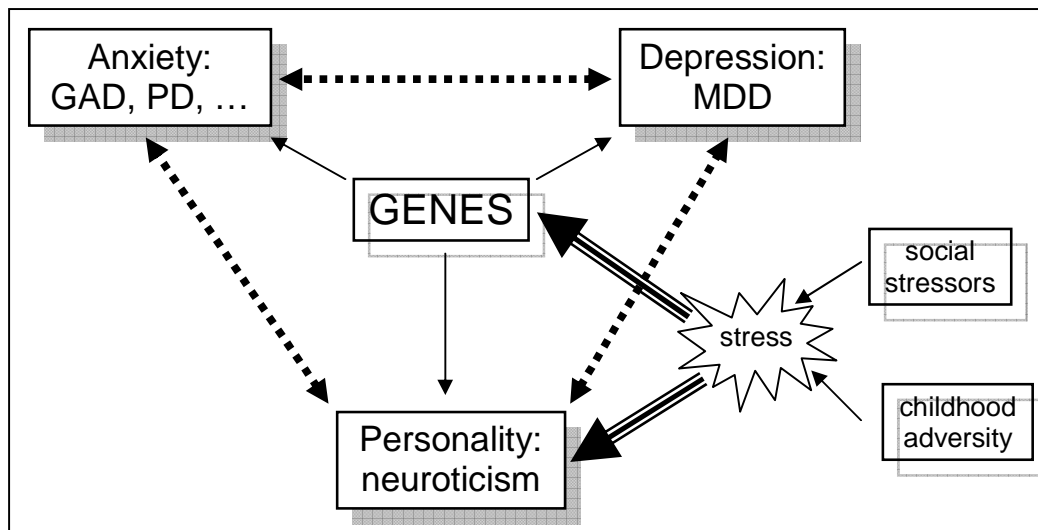 Anxiety:
GAD, PD, …
Depression:
MDD
GENES
social
stressors
stress
childhood
adversity
Personality:
neuroticism